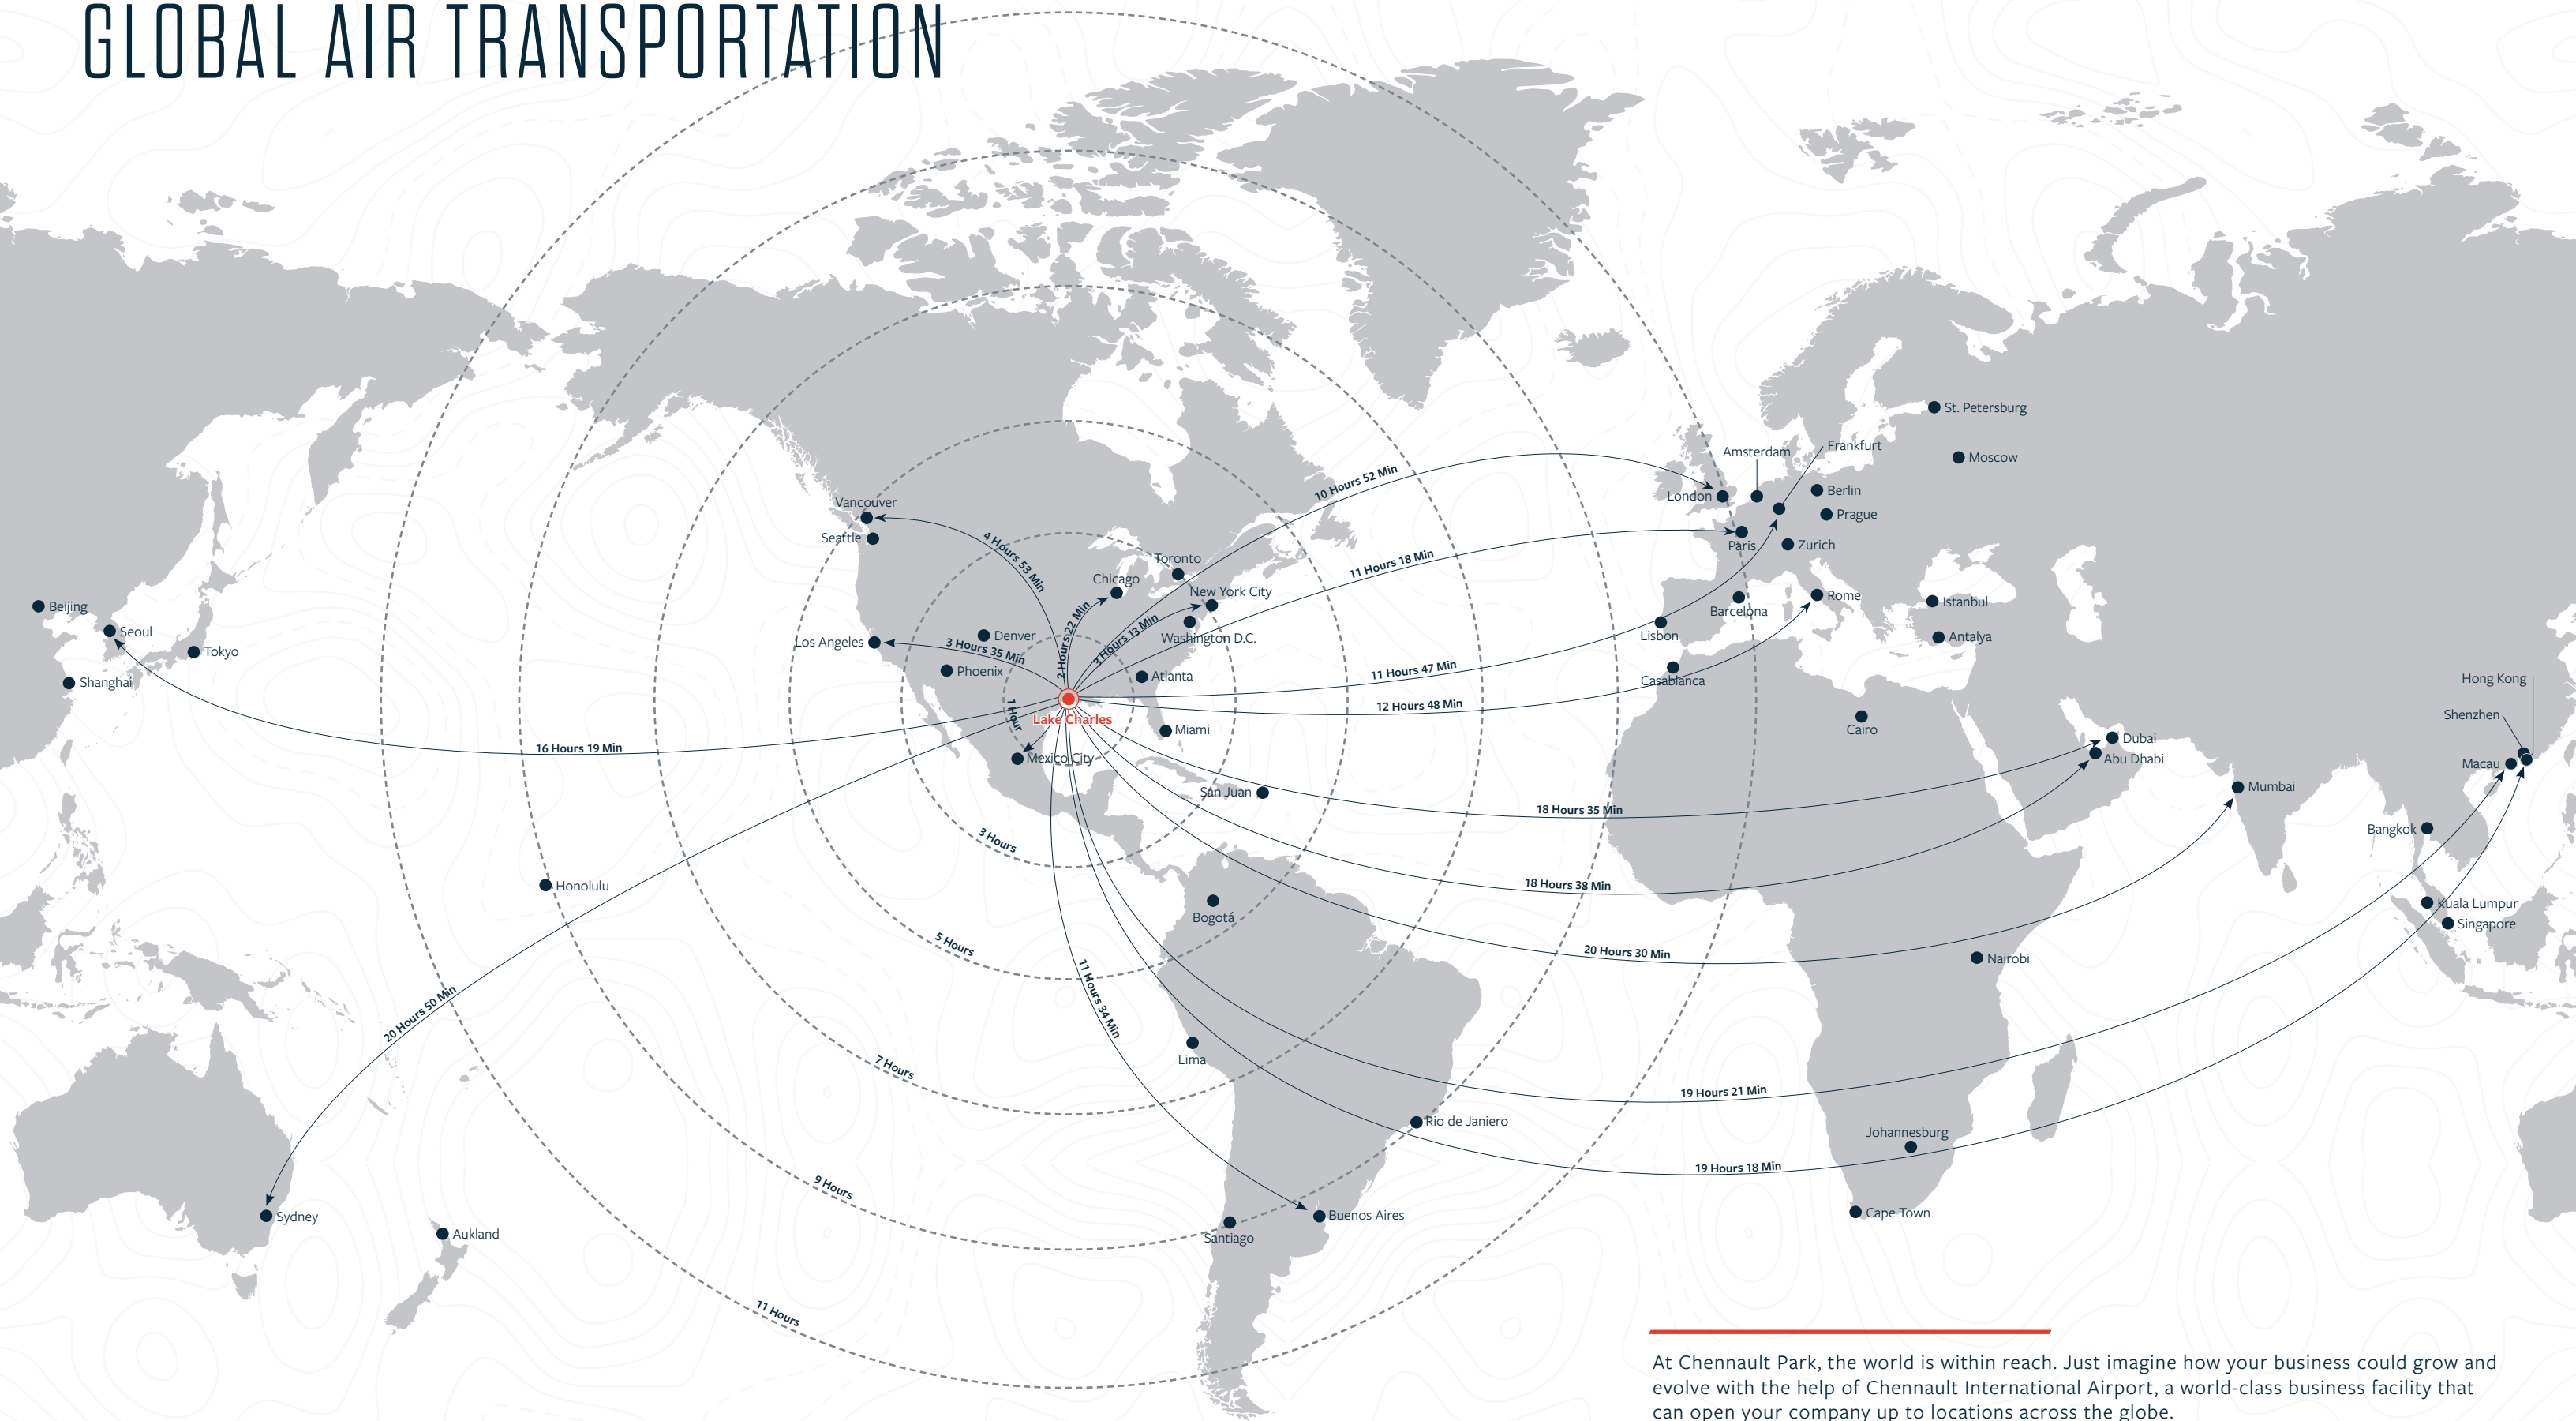 GLOBAL AIR TRANSPORTATION
St. Petersburg
Frankfurt
Amsterdam
Moscow
10 Hours 52 Min
Berlin
London
Vancouver
Prague
Seattle
4 Hours 53 Min
Paris
Zurich
Toronto
11 Hours 18 Min
Chicago
New York City
Rome
Istanbul
Beijing
Barcelona
2 Hours 22 Min
3 Hours 13 Min
Seoul
Denver
Washington D.C.
Lisbon
Antalya
Los Angeles
3 Hours 35 Min
Tokyo
Phoenix
Atlanta
11 Hours 47 Min
Casablanca
Shanghai
Hong Kong
12 Hours 48 Min
1 Hour
Lake Charles
Shenzhen
Miami
Cairo
Dubai
16 Hours 19 Min
Mexico City
Abu Dhabi
Macau
San Juan
Mumbai
18 Hours 35 Min
Bangkok
3 Hours
Honolulu
18 Hours 38 Min
Kuala Lumpur
Bogotá
Singapore
5 Hours
20 Hours 30 Min
Nairobi
11 Hours 34 Min
20 Hours 50 Min
Lima
7 Hours
19 Hours 21 Min
Rio de Janiero
Johannesburg
19 Hours 18 Min
9 Hours
Sydney
Buenos Aires
Cape Town
Aukland
Santiago
11 Hours
At Chennault Park, the world is within reach. Just imagine how your business could grow and
evolve with the help of Chennault International Airport, a world-class business facility that
can open your company up to locations across the globe.